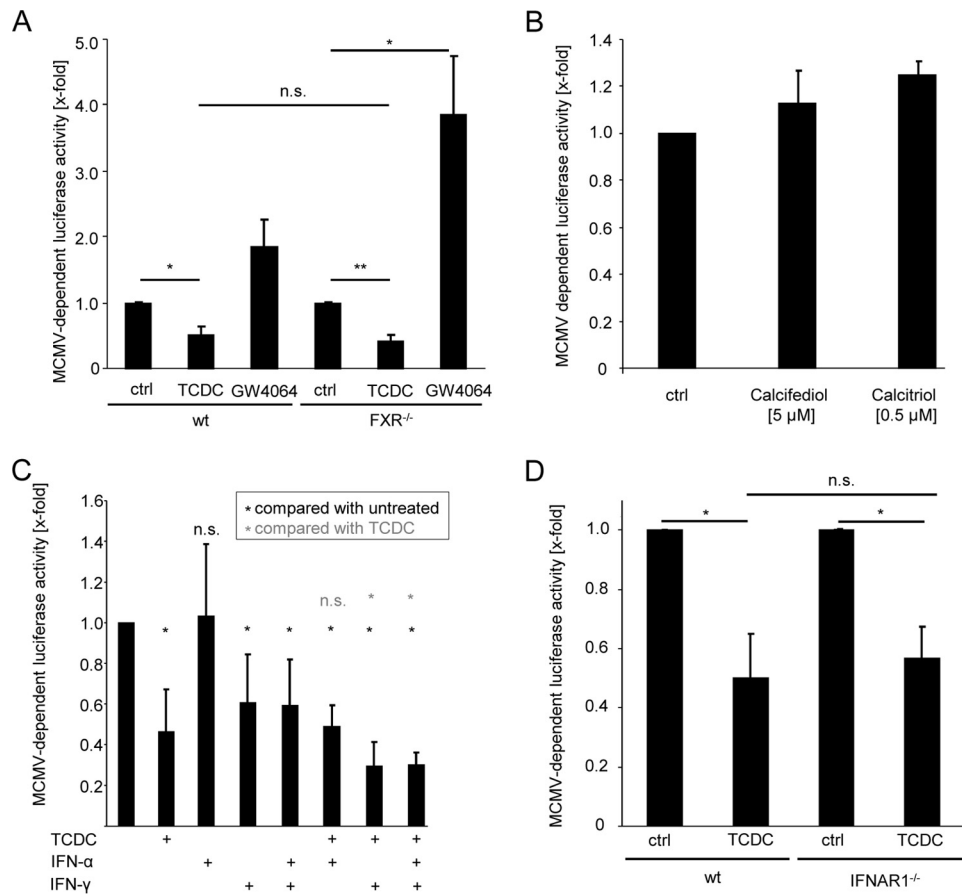 A
MCMV-dependent luciferase activity [x-fold]
5.0
4.0
3.0
2.0
1.0
0
*
n.s.
*
**
ctrl TCDC GW4064 ctrl TCDC GW4064
wt FXR-/-
B
MCMV dependent luciferase activity [x-fold]
1.4
1.2
1.0
0.8
0.6
0.4
0.2
0
ctrl Calcifediol Calcitriol
[5 µM] [0.5 µM]
C
MCMV-dependent luciferase activity [x-fold]
1.6
1.4
1.2
1.0
0.8
0.6
0.4
0.2
* compared with untreated
* compared with TCDC
n.s.
n.s. * *
* * * * * *
TCDC + + + +
IFN-α + + + +
IFN-γ + + + +
D
MCMV-dependent luciferase activity [x-fold]
1.0
0.8
0.6
0.4
0.2
0
n.s.
* *
ctrl TCDC ctrl TCDC
wt IFNAR1-/-